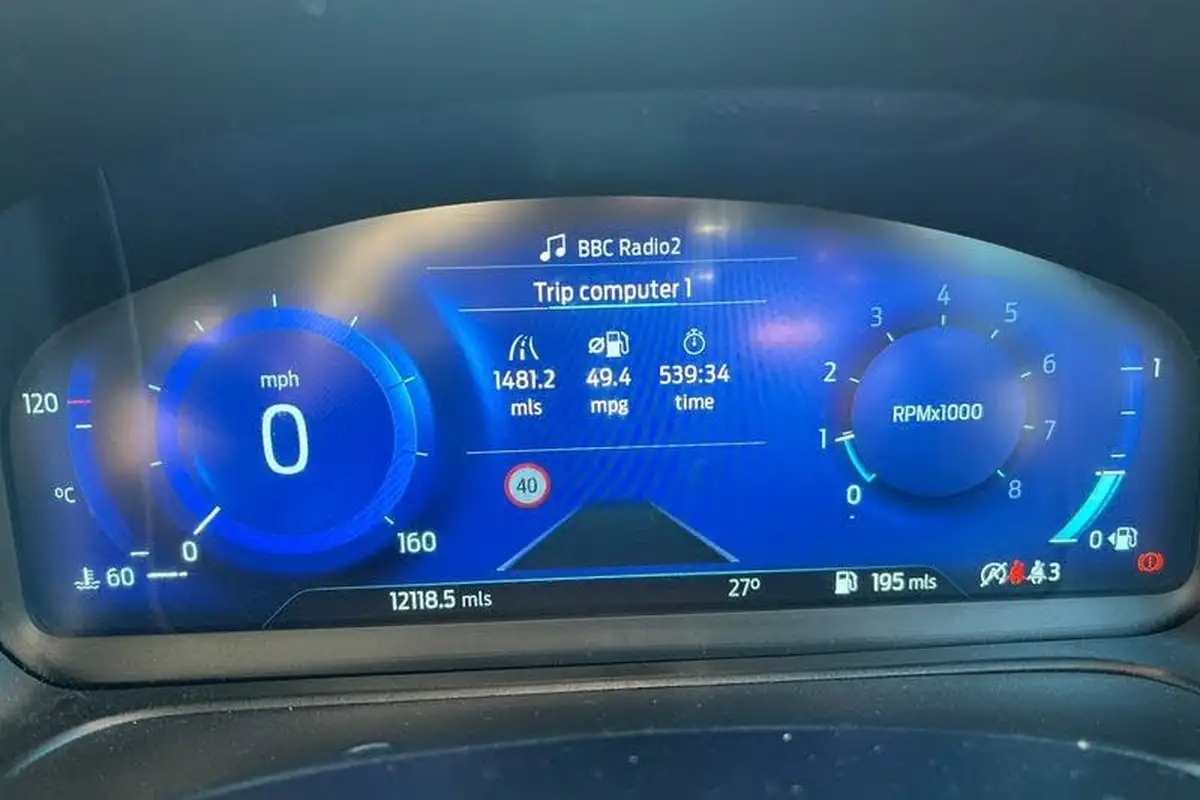 BBC Radio2
Trip computer 1
1481.2 49.4 539:34
mls mpg time
40
120
°C
60
mph
0
0
160
RPMx1000
0
1
2
3
4
5
6
7
8
1
0
12118.5 mls
27°
195 mls
3